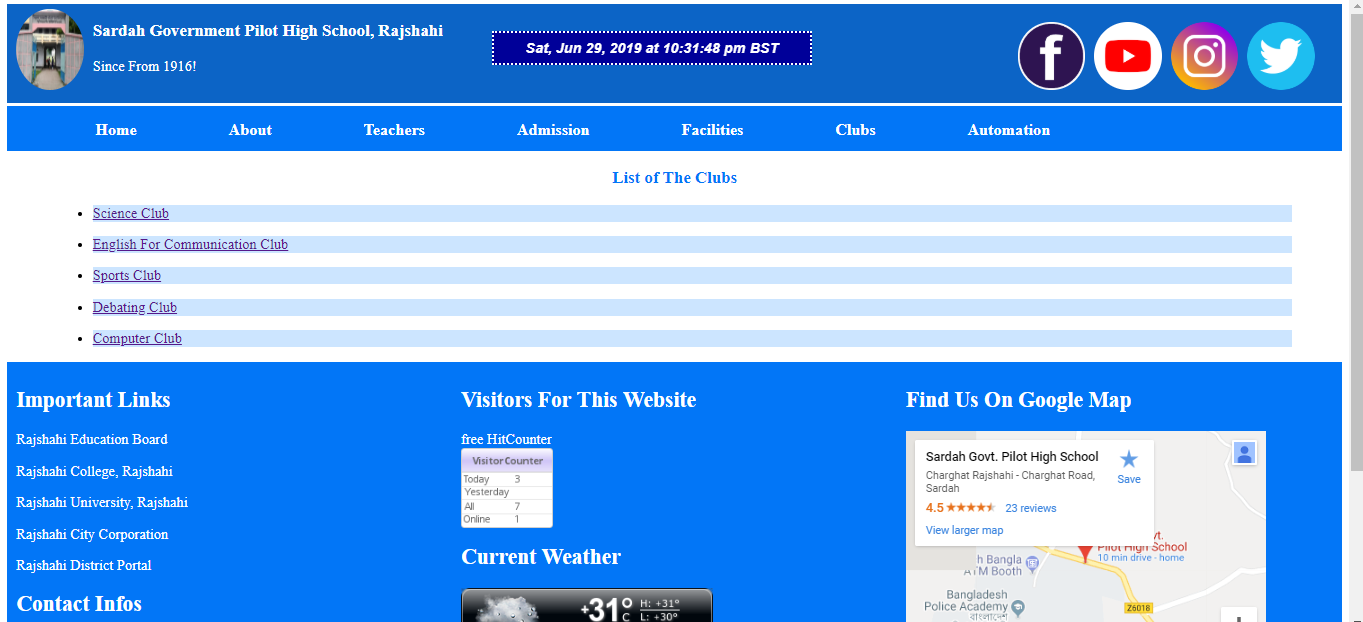 Sardah Government Pilot High School, Rajshahi
Since From 1916!
Sat, Jun 29, 2019 at 10:31:48 pm BST
Home About Teachers Admission Facilities Clubs Automation
List of The Clubs
Science Club
English For Communication Club
Sports Club
Debating Club
Computer Club
Important Links
Rajshahi Education Board
Rajshahi College, Rajshahi
Rajshahi University, Rajshahi
Rajshahi City Corporation
Rajshahi District Portal
Contact Infos
Visitors For This Website
free HitCounter
VisitorCounter
Today 3
Yesterday
All 7
Online 1
Current Weather
+31°C H: +31°
L: +30°
Find Us On Google Map
Sardah Govt. Pilot High School
Charghat Rajshahi - Charghat Road,
Sardah
Save
4.5 23 reviews
View larger map
vt.
Pilot High School
10 min drive - home
h Bangla
ATM Booth
Bangladesh
Police Academy
বাংলাদেশ
Z6018